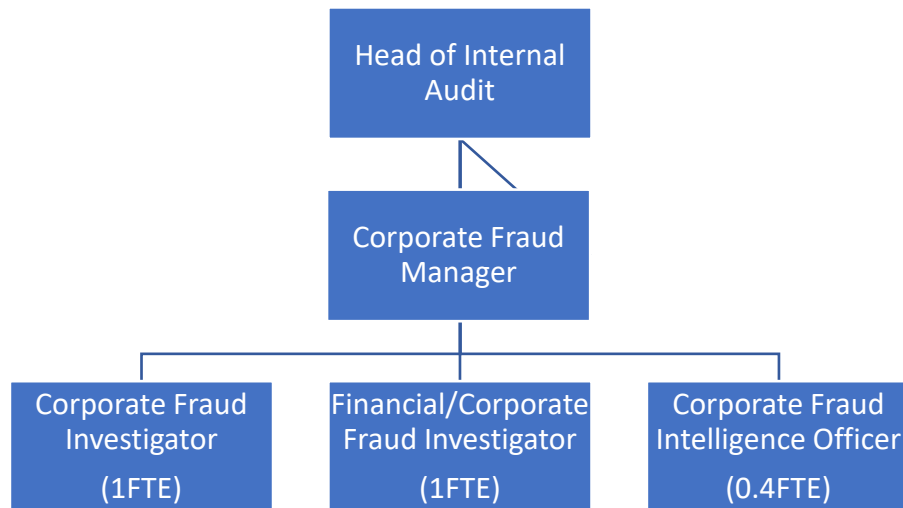 Head of Internal
Audit
Corporate Fraud
Manager
Corporate Fraud
Investigator
(1FTE)
Financial/Corporate
Fraud Investigator
(1FTE)
Corporate Fraud
Intelligence Officer
(0.4FTE)